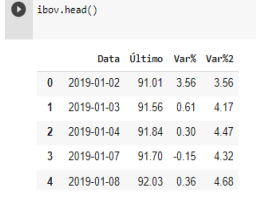 ibov.head()
Data Último Var% Var%2
0 2019-01-02 91.01 3.56 3.56
1 2019-01-03 91.56 0.61 4.17
2 2019-01-04 91.84 0.30 4.47
3 2019-01-07 91.70 -0.15 4.32
4 2019-01-08 92.03 0.36 4.68